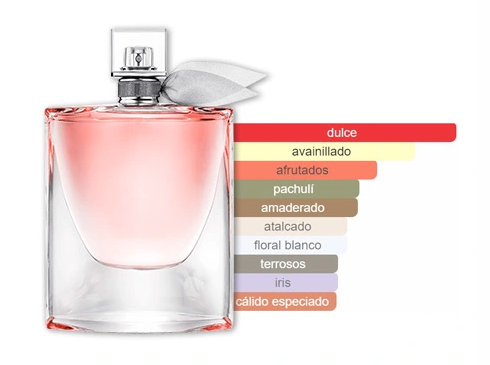 dulce
avainillado
afrutados
pachulí
amaderado
atalcado
floral blanco
terrosos
iris
cálido especiado